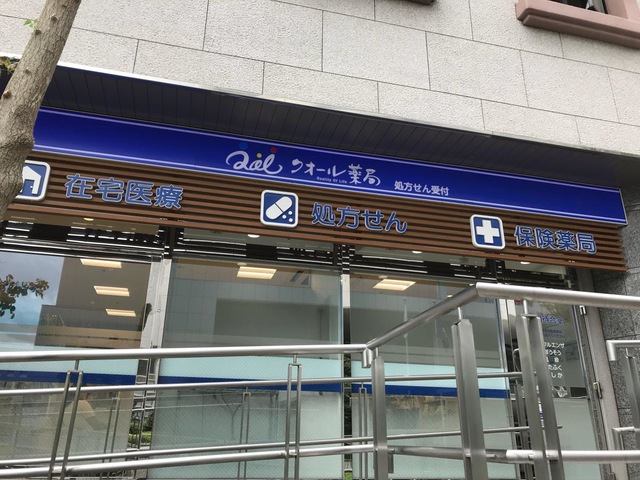 Qol クオール薬局 処方せん受付
Quality Of Life
在宅医療 処方せん 保険薬局